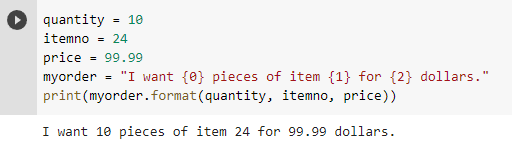 quantity = 10
itemno = 24
price = 99.99
myorder = "I want {0} pieces of item {1} for {2} dollars."
print(myorder.format(quantity, itemno, price))
I want 10 pieces of item 24 for 99.99 dollars.